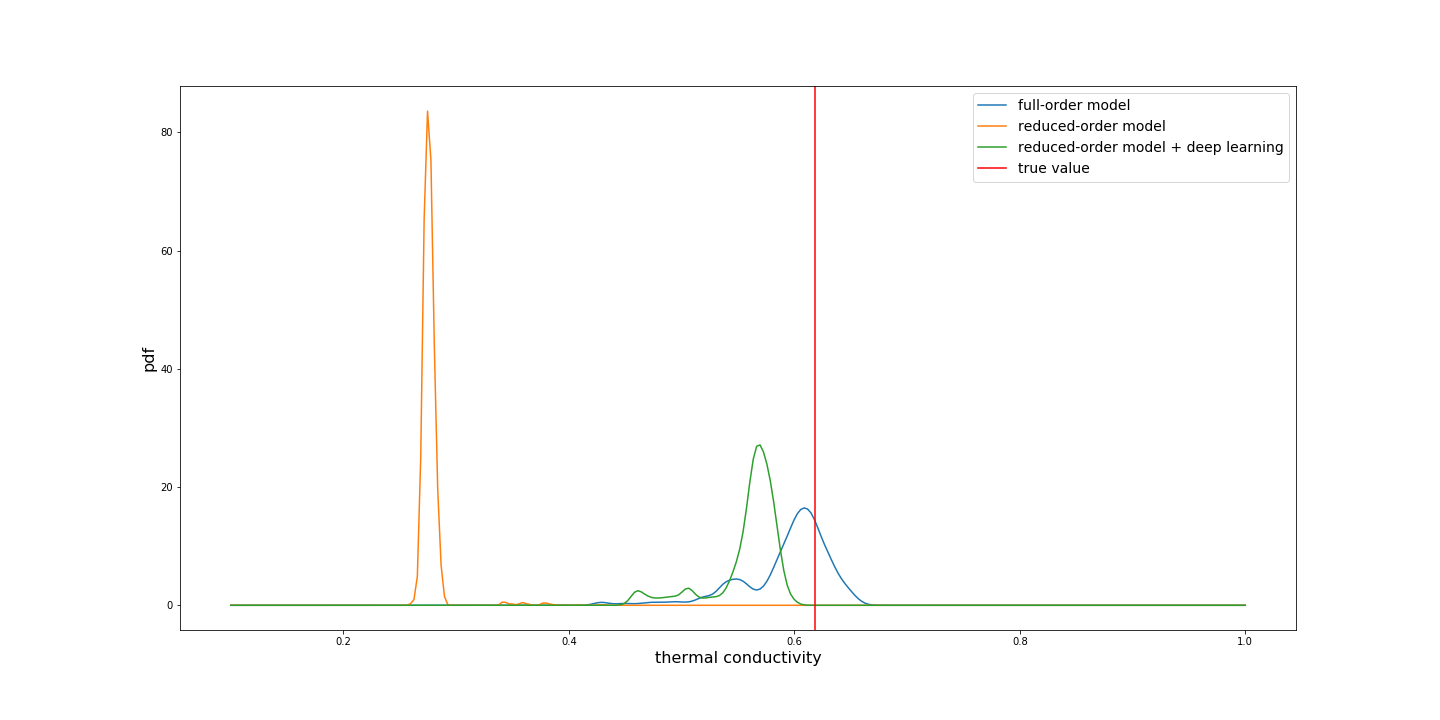 full-order model
reduced-order model
reduced-order model + deep learning
true value
80
60
40
20
0
pdf
0.2 0.4 0.6 0.8 1.0
thermal conductivity